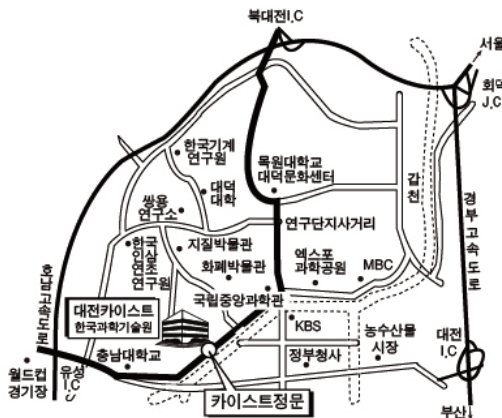 북대전I.C
서울
회덕
J.C
한국기계
연구원
목원대학교
대덕문화센터
대덕
대학
갑천
쌍용
연구소
연구단지사거리
경부고속도로
한국
인삼
연초
연구원
지질박물관
엑스포
과학공원
MBC
화폐박물관
호남고속도로
국립중앙과학관
대전카이스트
한국과학기술원
KBS
농수산물
시장
대전
I.C
충남대학교
정부청사
월드컵
경기장
유성
I.C
카이스트정문
부산